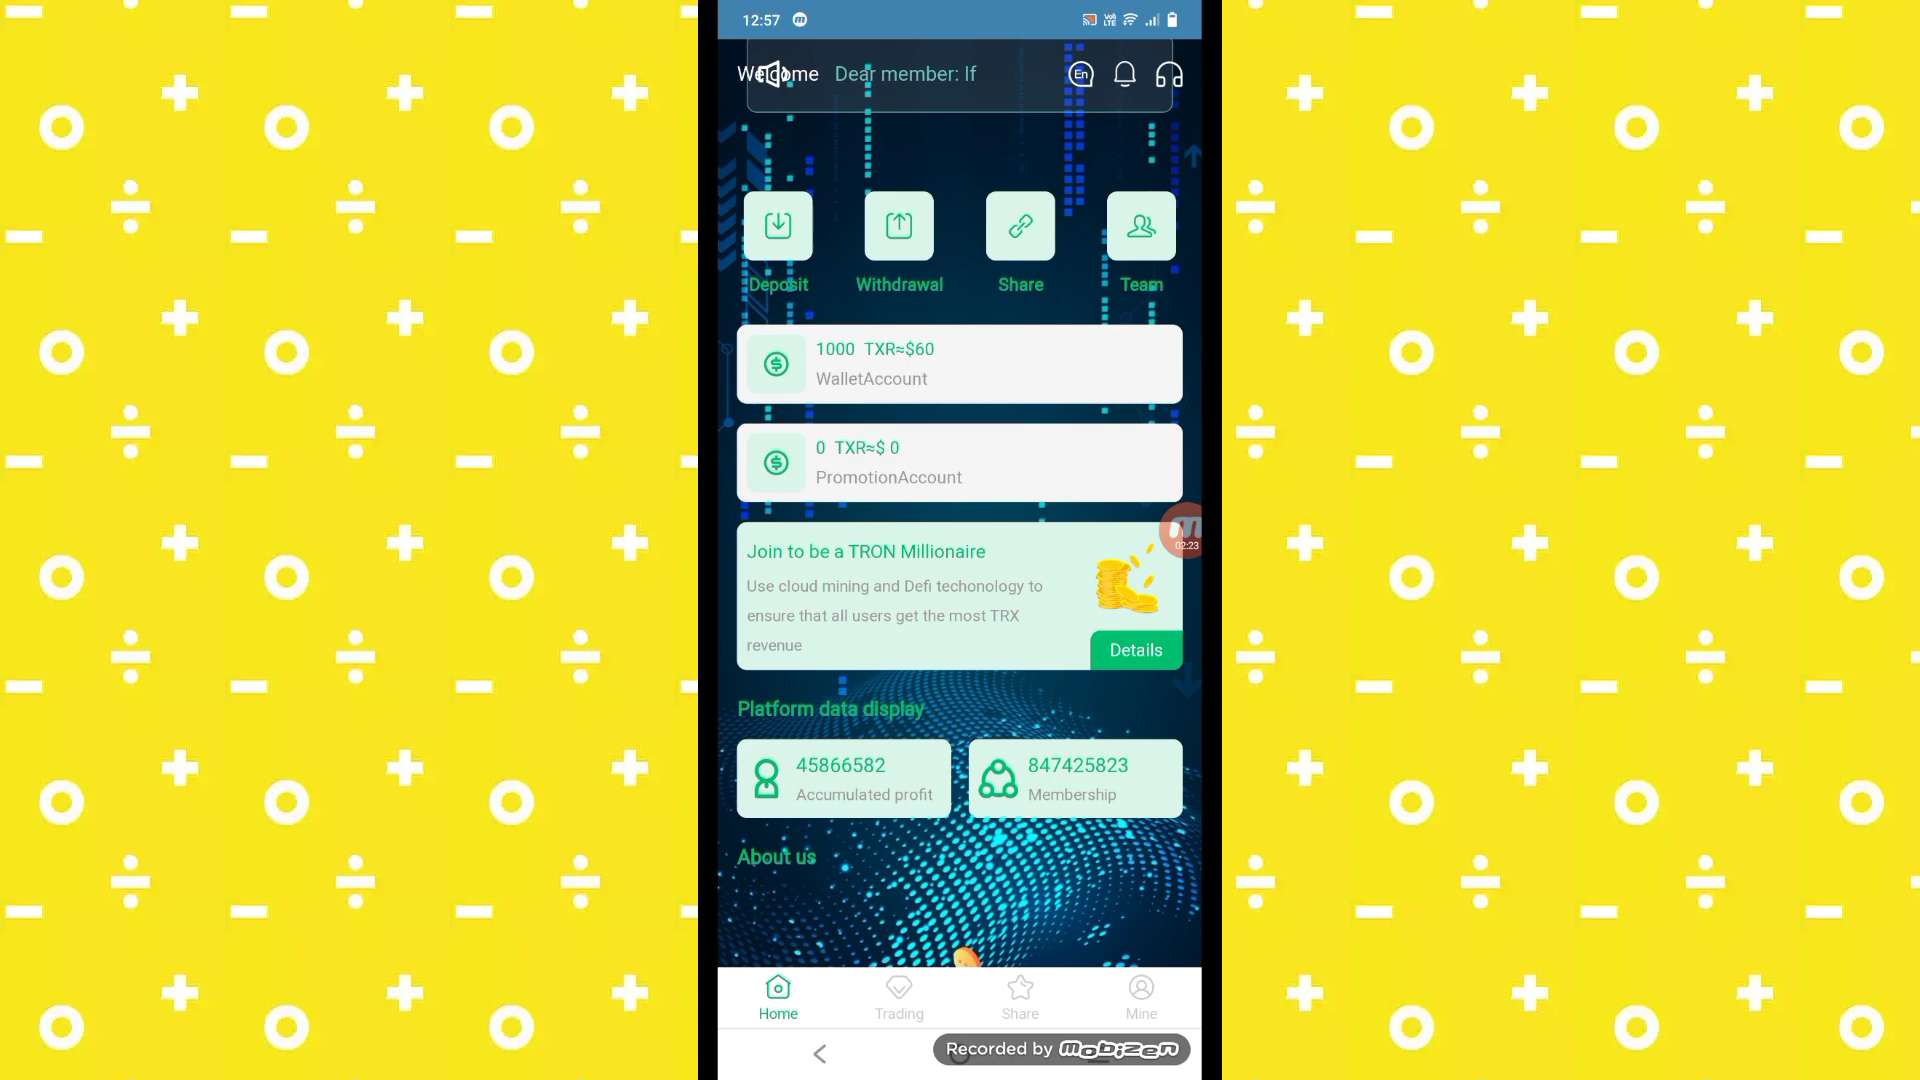 12:57
Vo) LTE
Welcome Dear member: If
En
Deposit Withdrawal Share Team
1000 TXR≈$60
WalletAccount
0 TXR≈$ 0
PromotionAccount
02:23
Join to be a TRON Millionaire
Use cloud mining and Defi techonology to
ensure that all users get the most TRX
revenue
Details
Platform data display
45866582
Accumulated profit
847425823
Membership
About us
Home Trading Share Mine
Recorded by mobizen